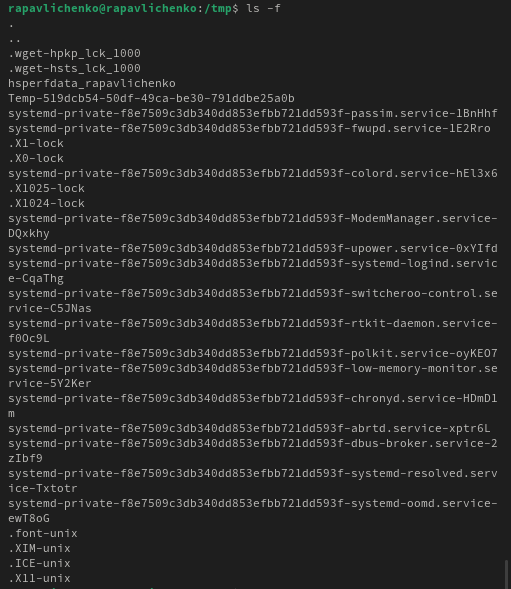 rapavlichenko@rapavlichenko:/tmp$ ls -f
.
..
.wget-hpkp_lck_1000
.wget-hsts_lck_1000
hsperfdata_rapavlichenko
Temp-519dcb54-50df-49ca-be30-791ddbe25a0b
systemd-private-f8e7509c3db340dd853efbb721dd593f-passim.service-1BnHhf
systemd-private-f8e7509c3db340dd853efbb721dd593f-fwupd.service-1E2Rro
.X1-lock
.X0-lock
systemd-private-f8e7509c3db340dd853efbb721dd593f-colord.service-hEl3x6
.X1025-lock
.X1024-lock
systemd-private-f8e7509c3db340dd853efbb721dd593f-ModemManager.service-
DQxkhy
systemd-private-f8e7509c3db340dd853efbb721dd593f-upower.service-0xYIfd
systemd-private-f8e7509c3db340dd853efbb721dd593f-systemd-logind.servic
e-CqaThg
systemd-private-f8e7509c3db340dd853efbb721dd593f-switcheroo-control.se
rvice-C5JNas
systemd-private-f8e7509c3db340dd853efbb721dd593f-rtkit-daemon.service-
f0Oc9L
systemd-private-f8e7509c3db340dd853efbb721dd593f-polkit.service-oyKEO7
systemd-private-f8e7509c3db340dd853efbb721dd593f-low-memory-monitor.se
rvice-5Y2Ker
systemd-private-f8e7509c3db340dd853efbb721dd593f-chronyd.service-HDmDl
m
systemd-private-f8e7509c3db340dd853efbb721dd593f-abrtd.service-xptr6L
systemd-private-f8e7509c3db340dd853efbb721dd593f-dbus-broker.service-2
zIbf9
systemd-private-f8e7509c3db340dd853efbb721dd593f-systemd-resolved.serv
ice-Txtotr
systemd-private-f8e7509c3db340dd853efbb721dd593f-systemd-oomd.service-
ewT8oG
.font-unix
.XIM-unix
.ICE-unix
.X11-unix